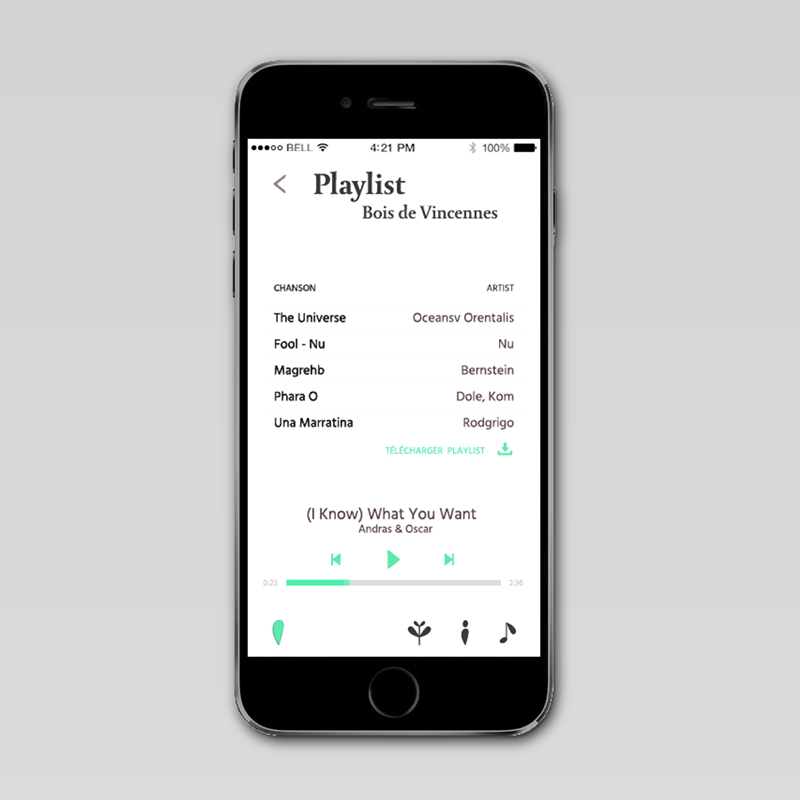 BELL 4:21 PM 100%
Playlist
Bois de Vincennes
CHANSON ARTIST
The Universe Oceansv Orentalis
Fool - Nu Nu
Magrehb Bernstein
Phara O Dole, Kom
Una Marratina Rodgrigo
TÉLÉCHARGER PLAYLIST
(I Know) What You Want
Andras & Oscar
0:23 2:36